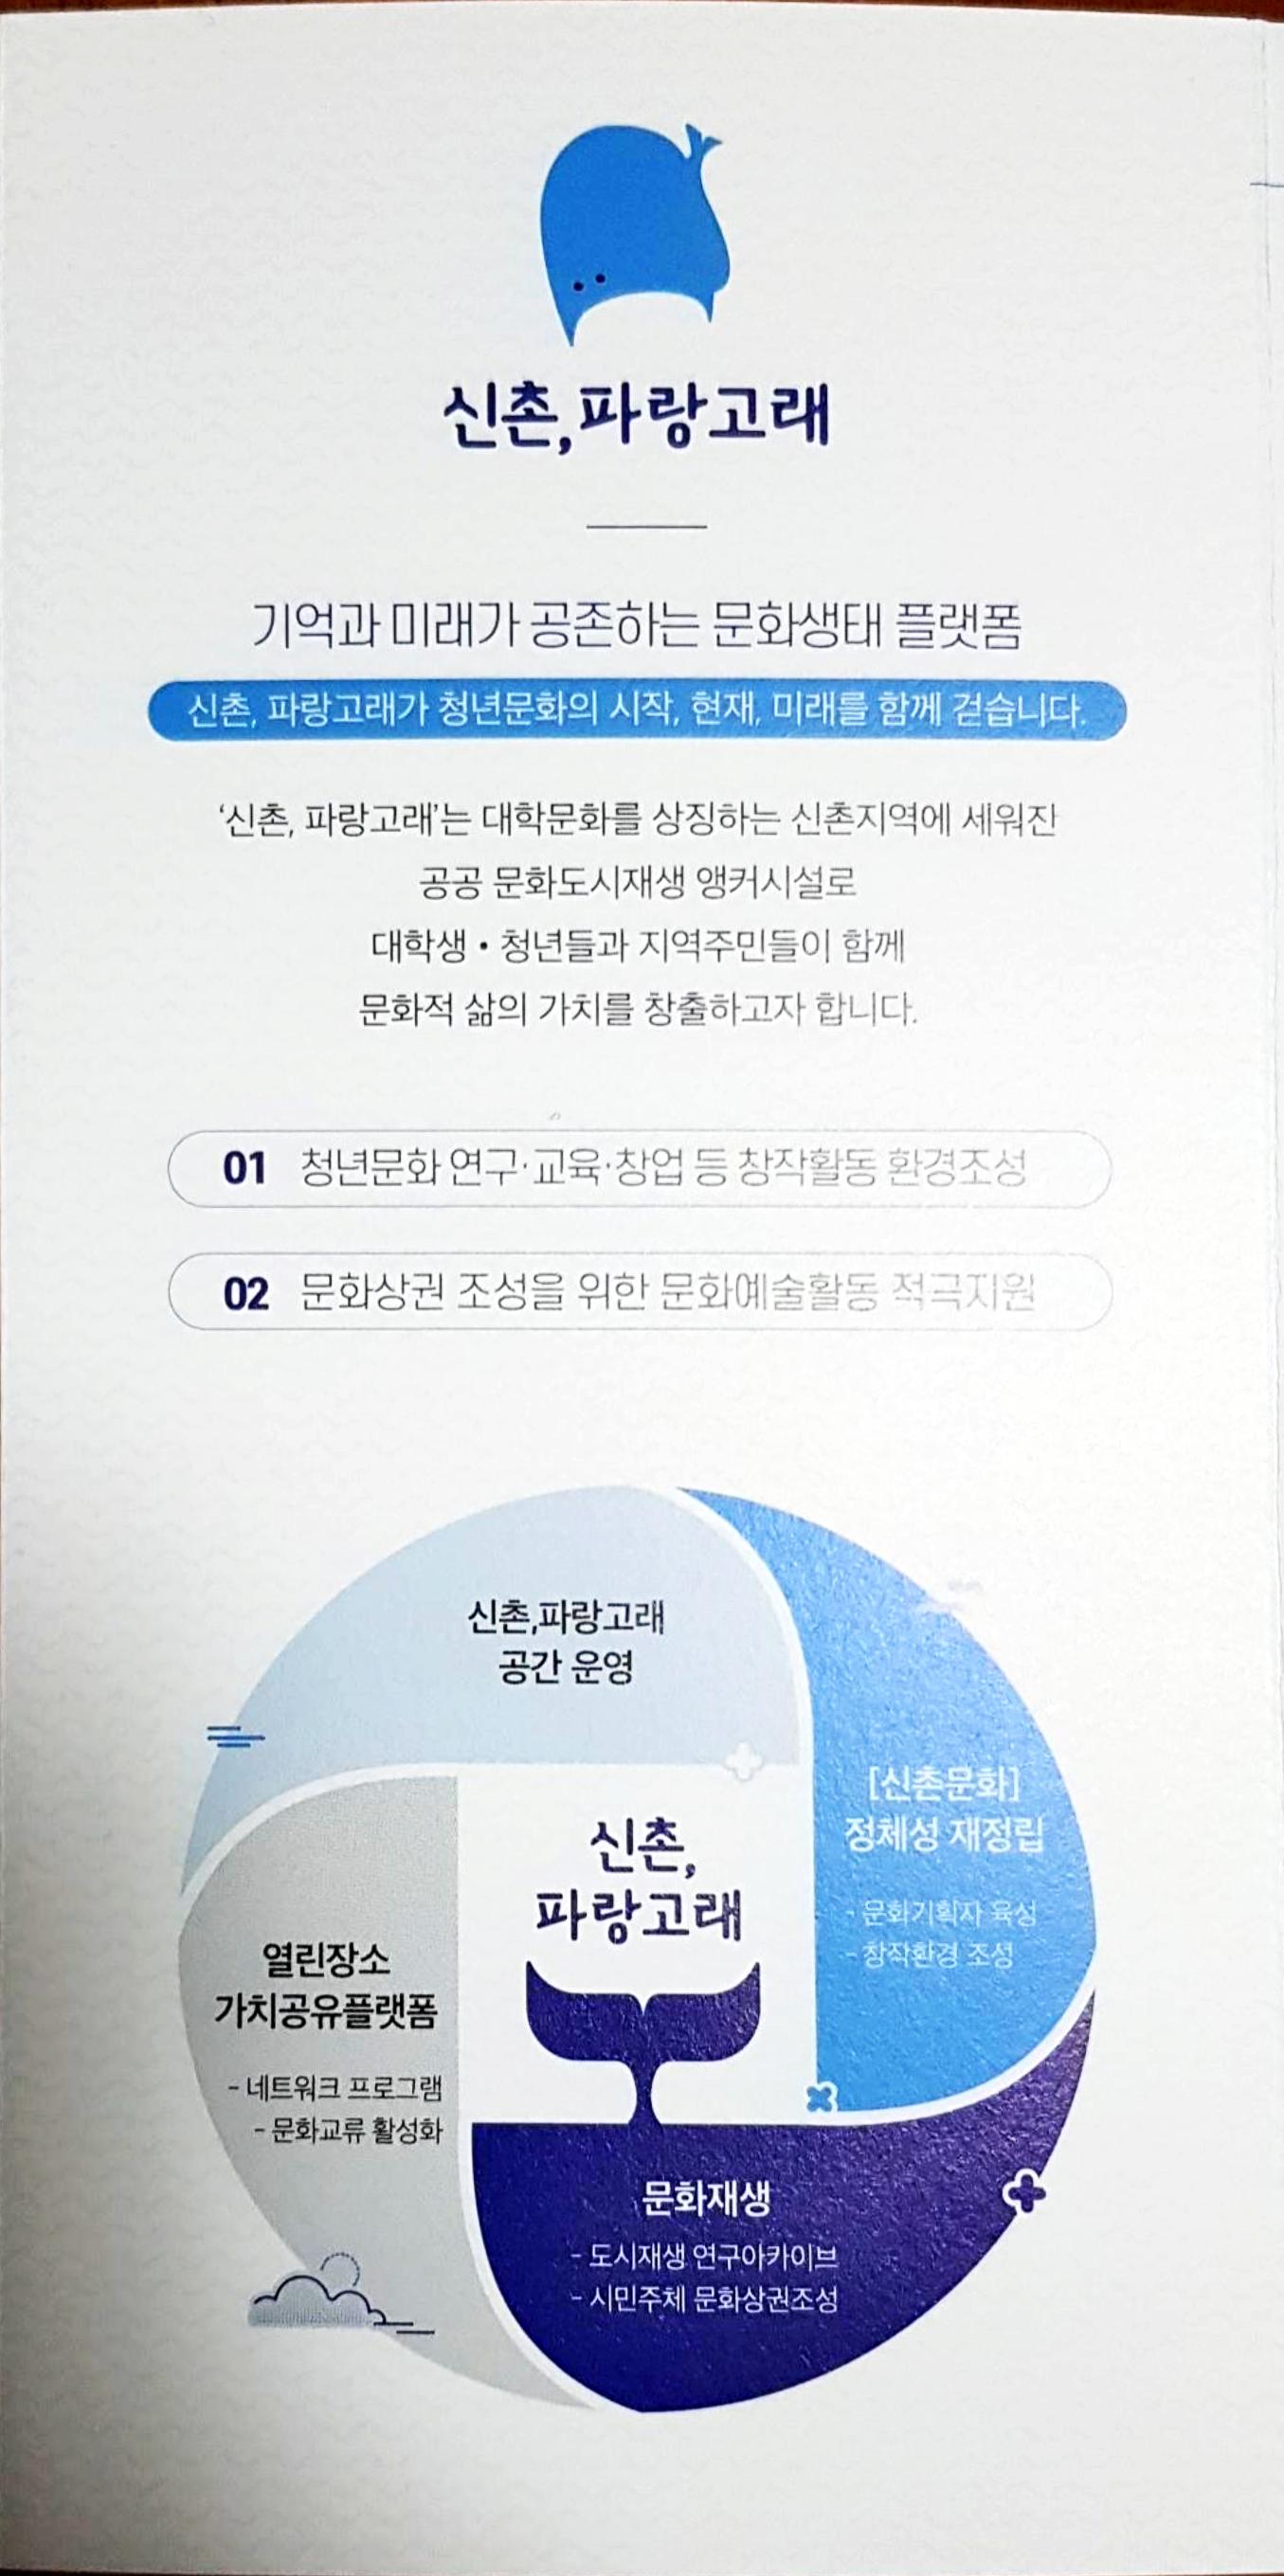 신촌,파랑고래
기억과 미래가 공존하는 문화생태 플랫폼
신촌, 파랑고래가 청년문화의 시작, 현재, 미래를 함께 걷습니다.
‘신촌, 파랑고래’는 대학문화를 상징하는 신촌지역에 세워잔
공공 문화도시재생 앵커시설로
대학생 • 청년들과 지역주민들이 함께
문화적 삶의 가치를 창출하고자 합니다.
01 청년문화 연구·교육·창업 등 창작활동 환경조성
02 문화상권 조성을 위한 문화예술활동 적극지원
신촌,파랑고래
공간 운영
[신촌문화]
정체성 재정립
- 문화기획자 육성
- 창작환경 조성
신촌,
파랑고래
열린장소
가치공유플랫폼
- 네트워크 프로그램
- 문화교류 활성화
문화재생
- 도시재생 연구아카이브
- 시민주체 문화상권조성